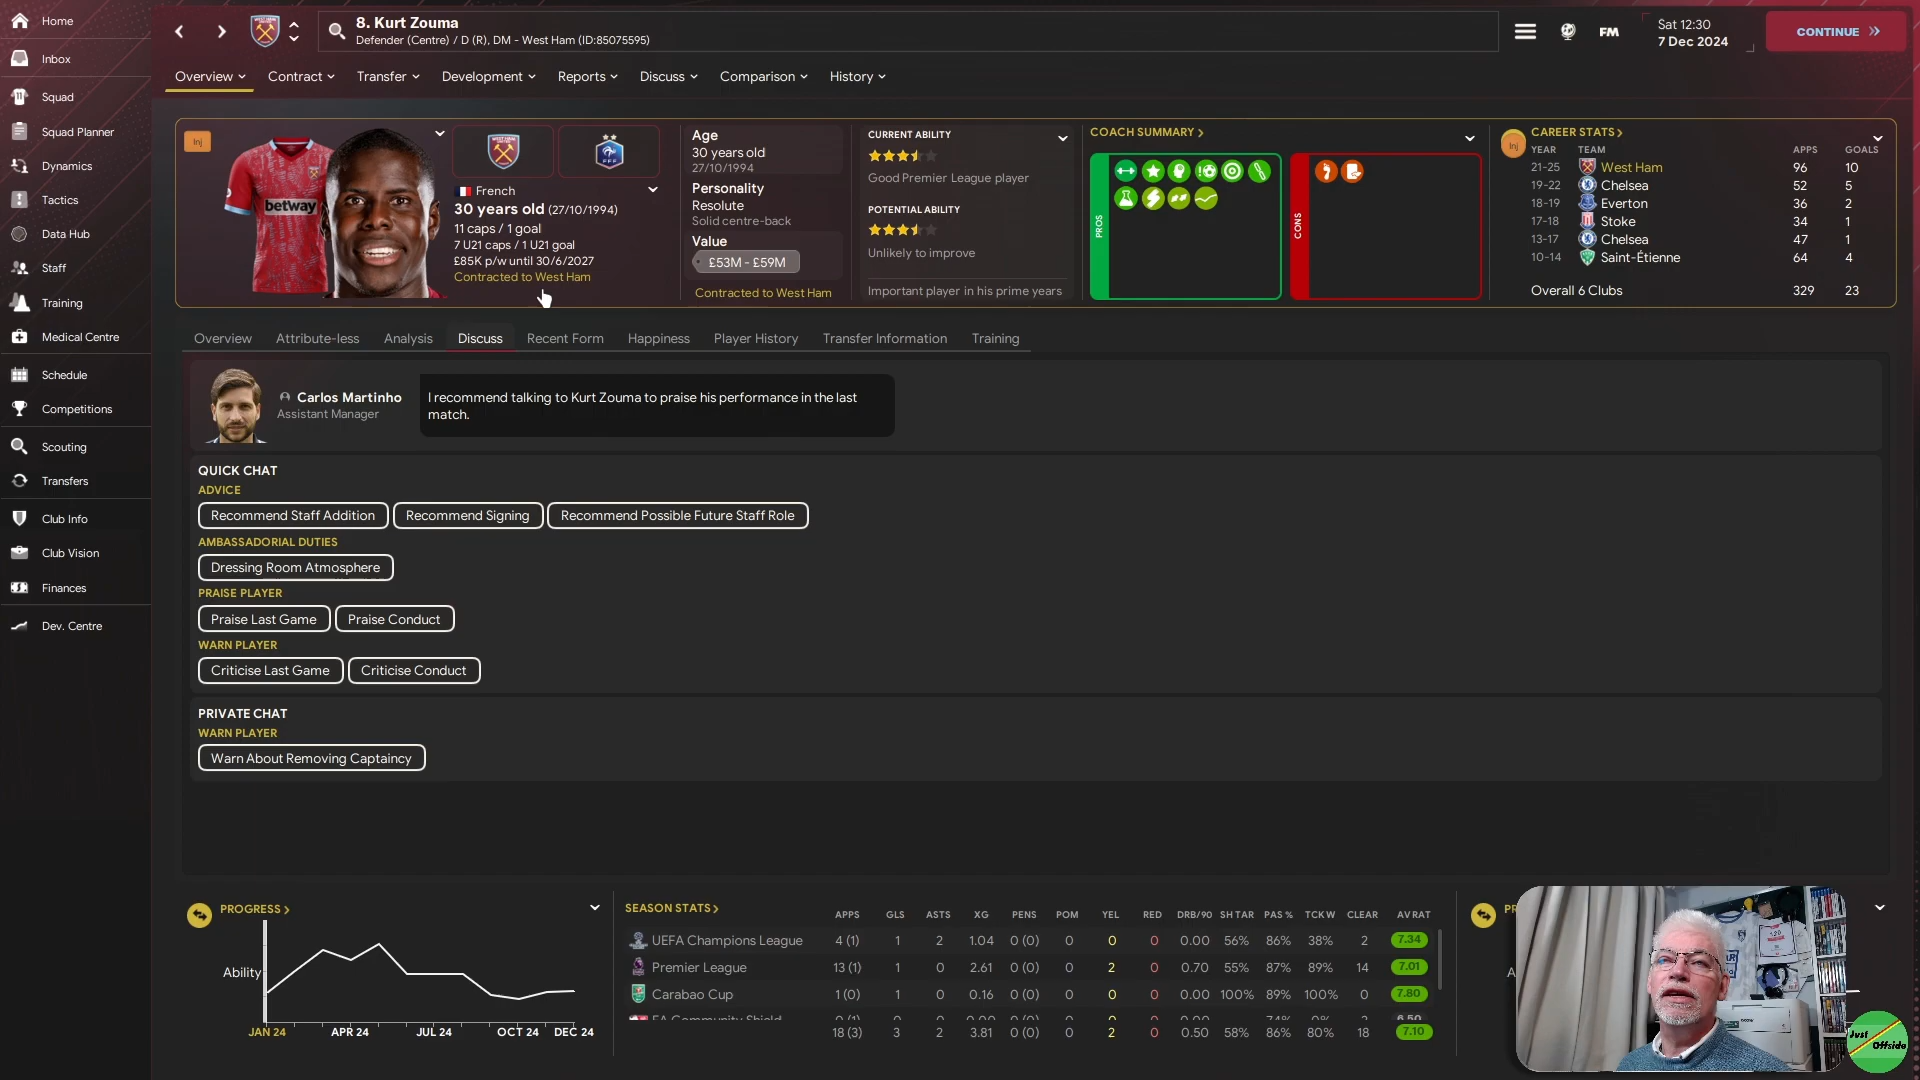 Home
Inbox
Squad
Squad Planner
Dynamics
Tactics
Data Hub
Staff
Training
Medical Centre
Schedule
Competitions
Scouting
Transfers
Club Info
Club Vision
Finances
Dev. Centre
8. Kurt Zouma
Defender (Centre) / D (R), DM - West Ham (ID:85075595)
FM
Sat 12:30
7 Dec 2024
CONTINUE
Overview Contract Transfer Development Reports Discuss Comparison History
Inj
betway
French
30 years old (27/10/1994)
11 caps / 1 goal
7 U21 caps / 1 U21 goal
£85K p/w until 30/6/2027
Contracted to West Ham
Age
30 years old
27/10/1994
Personality
Resolute
Solid centre-back
Value
£53M - £59M
Contracted to West Ham
CURRENT ABILITY
Good Premier League player
POTENTIAL ABILITY
Unlikely to improve
Important player in his prime years
COACH SUMMARY
PROS
CONS
Inj
CAREER STATS
YEAR TEAM APPS GOALS
21-25 West Ham 96 10
19-22 Chelsea 52 5
18-19 Everton 36 2
17-18 Stoke 34 1
13-17 Chelsea 47 1
10-14 Saint-Étienne 64 4
Overall 6 Clubs 329 23
Overview Attribute-less Analysis Discuss Recent Form Happiness Player History Transfer Information Training
Carlos Martinho
Assistant Manager
I recommend talking to Kurt Zouma to praise his performance in the last
match.
QUICK CHAT
ADVICE
Recommend Staff Addition Recommend Signing Recommend Possible Future Staff Role
AMBASSADORIAL DUTIES
Dressing Room Atmosphere
PRAISE PLAYER
Praise Last Game Praise Conduct
WARN PLAYER
Criticise Last Game Criticise Conduct
PRIVATE CHAT
WARN PLAYER
Warn About Removing Captaincy
PROGRESS
Ability
JAN 24 APR 24 JUL 24 OCT 24 DEC 24
SEASON STATS
APPS GLS ASTS XG PENS POM YEL RED DRB/90 SH TAR PAS % TCK W CLEAR AV RAT
UEFA Champions League 4 (1) 1 2 1.04 0 (0) 0 0 0 0.00 56% 86% 38% 2 7.34
Premier League 13 (1) 1 0 2.61 0 (0) 0 2 0 0.70 55% 87% 89% 14 7.01
Carabao Cup 1 (0) 1 0 0.16 0 (0) 0 0 0 0.00 100% 89% 100% 0 7.80
18 (3) 3 2 3.81 0 (0) 0 2 0 0.50 58% 86% 80% 18 7.10
Just
Offside